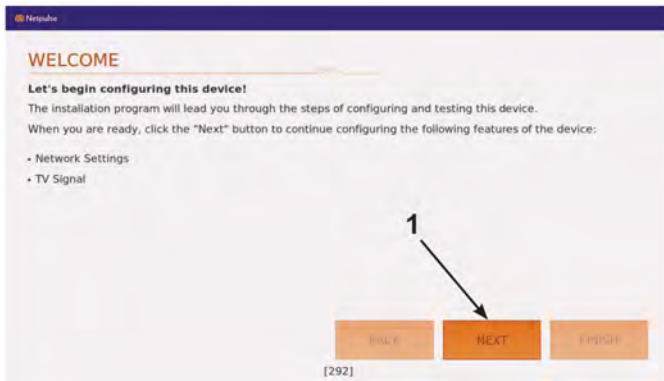 Netpulse
WELCOME
Let's begin configuring this device!
The installation program will lead you through the steps of configuring and testing this device.
When you are ready, click the "Next" button to continue configuring the following features of the device:
• Network Settings
• TV Signal
1
BACK NEXT FINISH
[292]